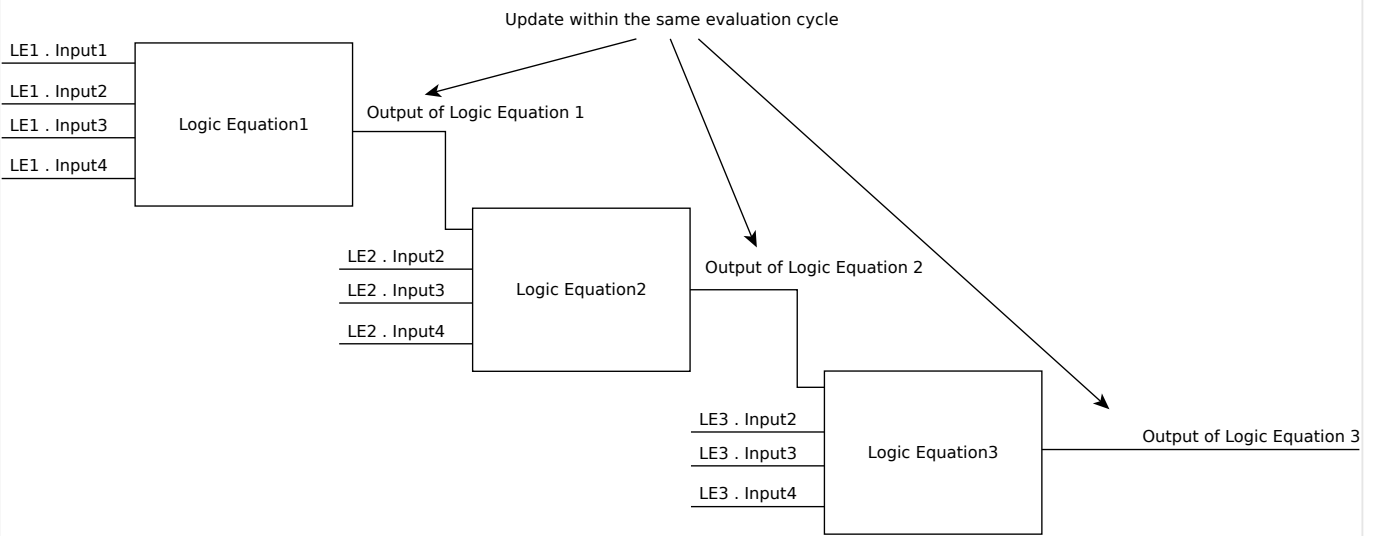 Update within the same evaluation cycle
LE1 . Input1
LE1 . Input2
LE1 . Input3
LE1 . Input4
Logic Equation1
Output of Logic Equation 1
LE2 . Input2
LE2 . Input3
LE2 . Input4
Logic Equation2
Output of Logic Equation 2
LE3 . Input2
LE3 . Input3
LE3 . Input4
Logic Equation3
Output of Logic Equation 3